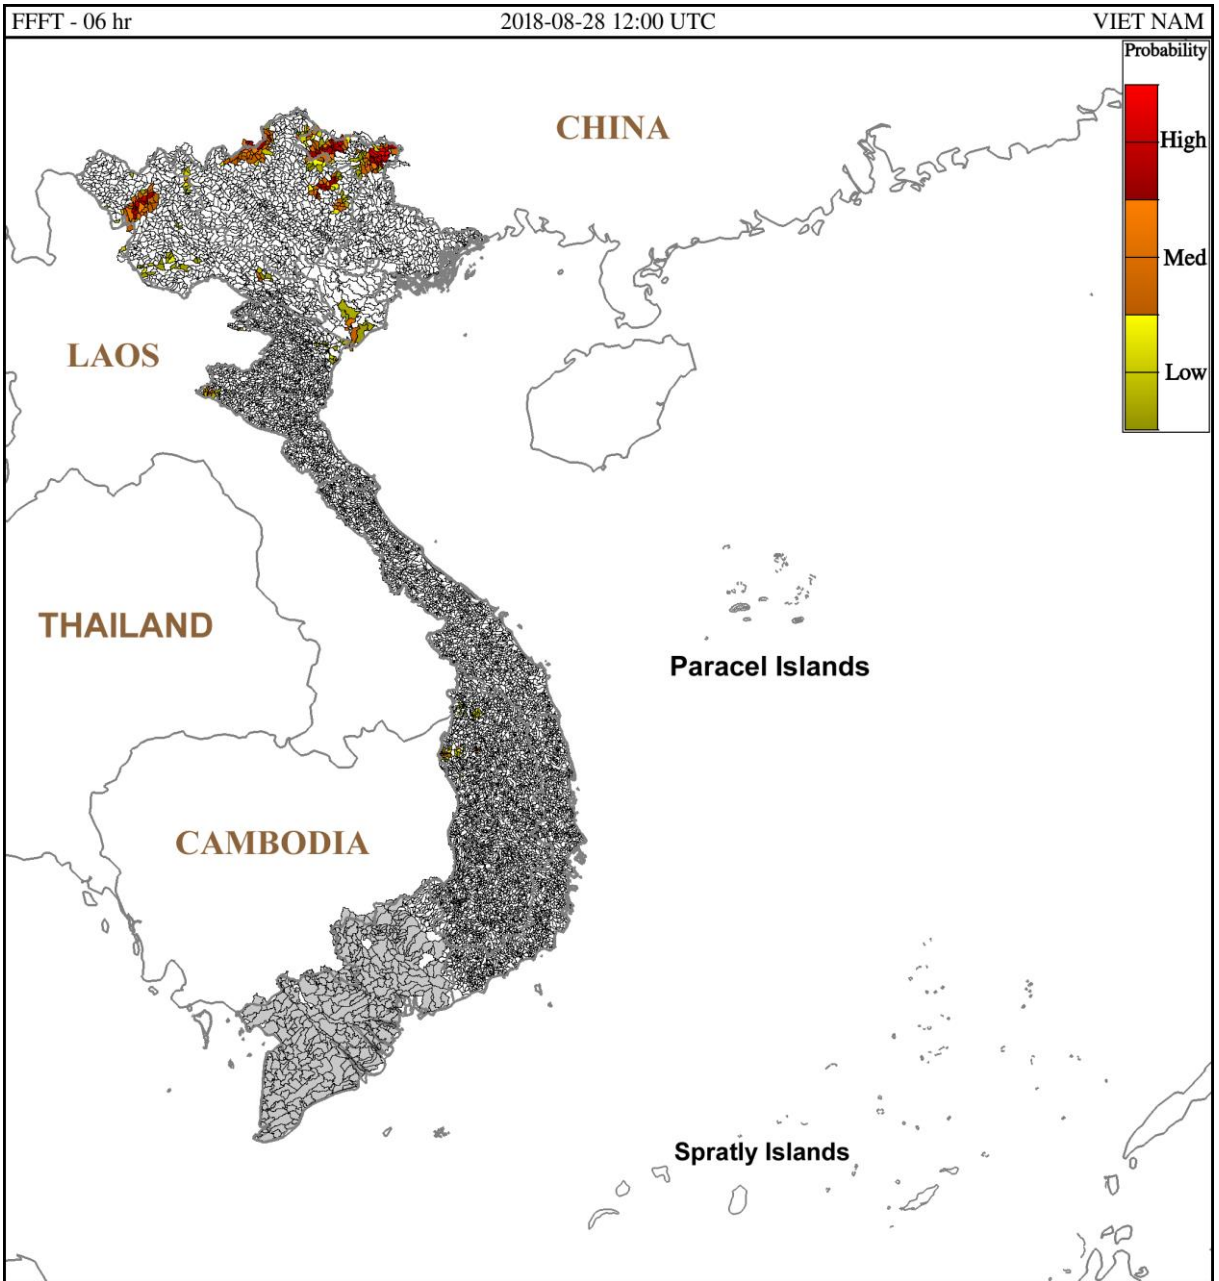 FFFT - 06 hr
2018-08-28 12:00 UTC
VIET NAM
Probability
High
Med
Low
CHINA
LAOS
THAILAND
Paracel Islands
CAMBODIA
Spratly Islands